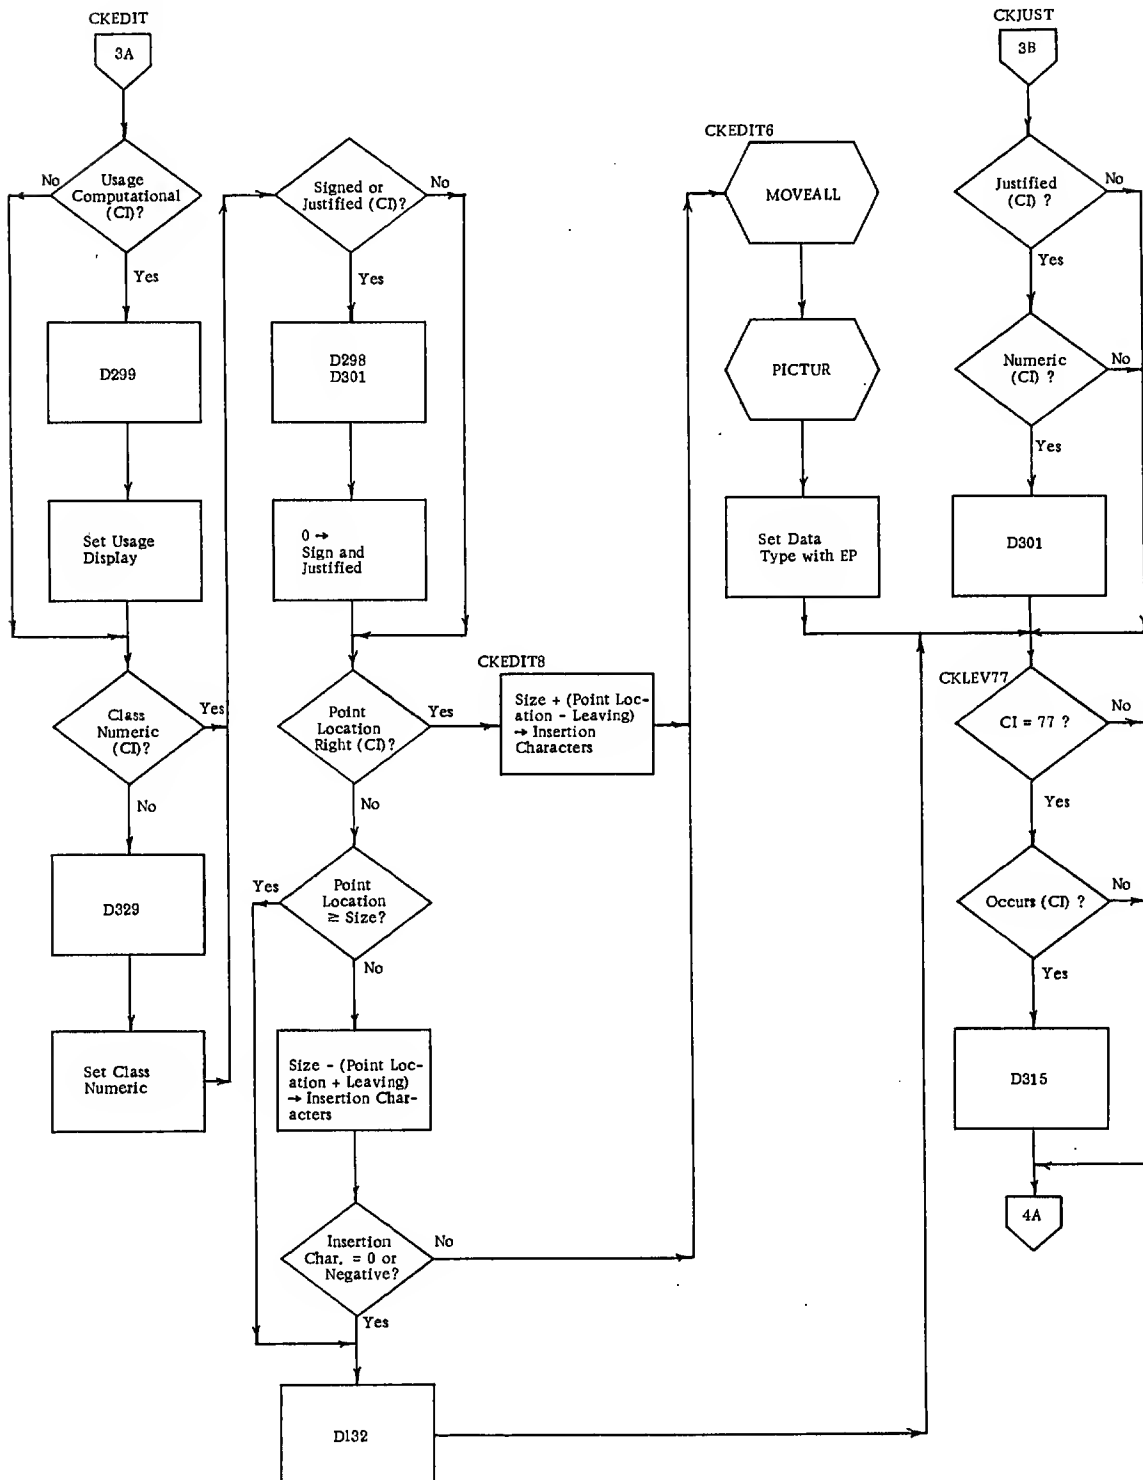 CKEDIT
3A
No
Usage
Computational
(CI)?
Yes
D299
Set Usage
Display
Class
Numeric
(CI)?
Yes
No
D329
Set Class
Numeric
Signed or
Justified (CI)?
No
Yes
D298
D301
0 →
Sign and
Justified
Point
Location
Right (CI)?
Yes
No
CKEDIT8
Size + (Point Loc-
ation - Leaving)
→ Insertion
Characters
Yes
Point
Location
≥ Size?
No
Size - (Point Loc-
ation + Leaving)
→ Insertion Char-
acters
Insertion
Char. = 0 or
Negative?
No
Yes
D132
CKEDIT6
MOVEALL
PICTUR
Set Data
Type with EP
CKJUST
3B
Justified
(CI) ?
No
Yes
Numeric
(CI) ?
No
Yes
D301
CKLEV77
CI = 77 ?
No
Yes
Occurs (CI) ?
No
Yes
D315
4A